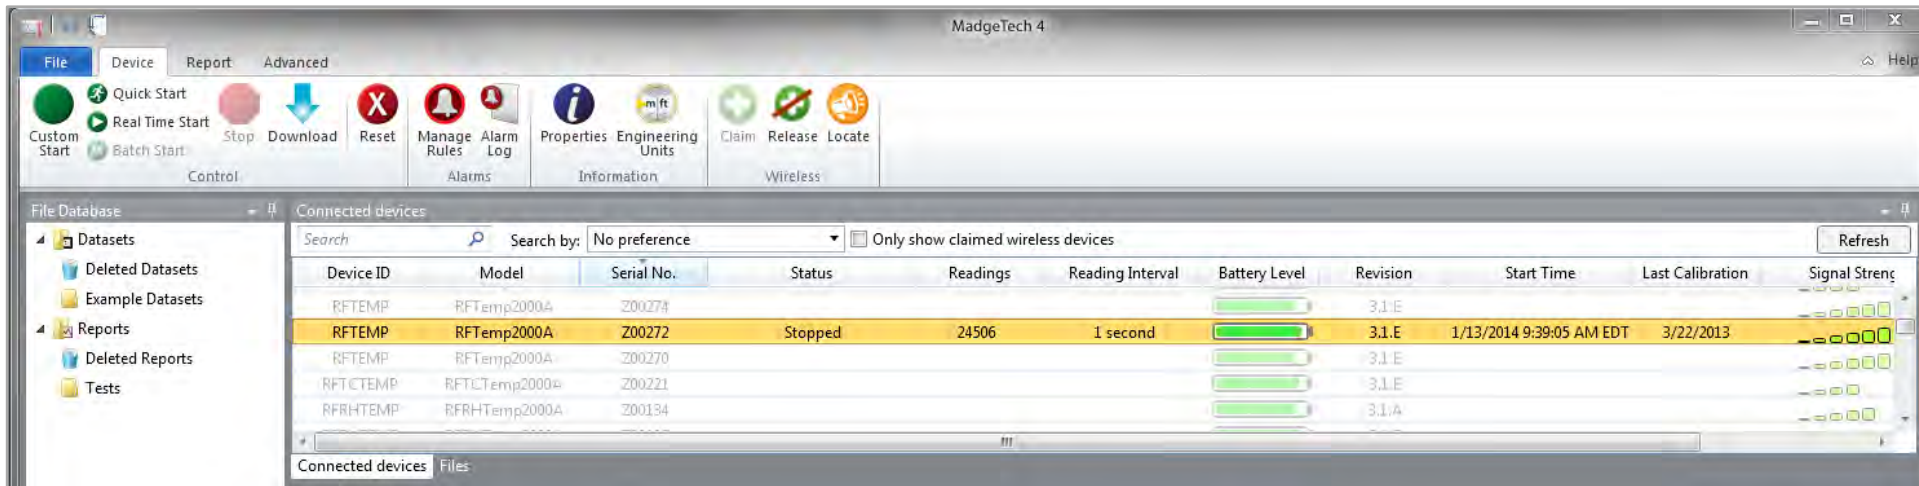 MadgeTech 4
File Device Report Advanced Help
Quick Start
Real Time Start
Batch Start
Custom Start
Stop
Download
Reset
Manage Rules
Alarm Log
Properties
Engineering Units
m ft
Claim
Release
Locate
Control Alarms Information Wireless
File Database
Datasets
Deleted Datasets
Example Datasets
Reports
Deleted Reports
Tests
Connected devices
Search Search by: No preference Only show claimed wireless devices Refresh
Device ID Model Serial No. Status Readings Reading Interval Battery Level Revision Start Time Last Calibration Signal Streng
RFTEMP RFTemp2000A Z00274 3.1.E
RFTEMP RFTemp2000A Z00272 Stopped 24506 1 second 3.1.E 1/13/2014 9:39:05 AM EDT 3/22/2013
RFTEMP RFTemp2000A Z00270 3.1.E
RFTCTEMP RFTCTemp2000A Z00221 3.1.E
RFRHTEMP RFRHTemp2000A Z00134 3.1.A
Connected devices Files